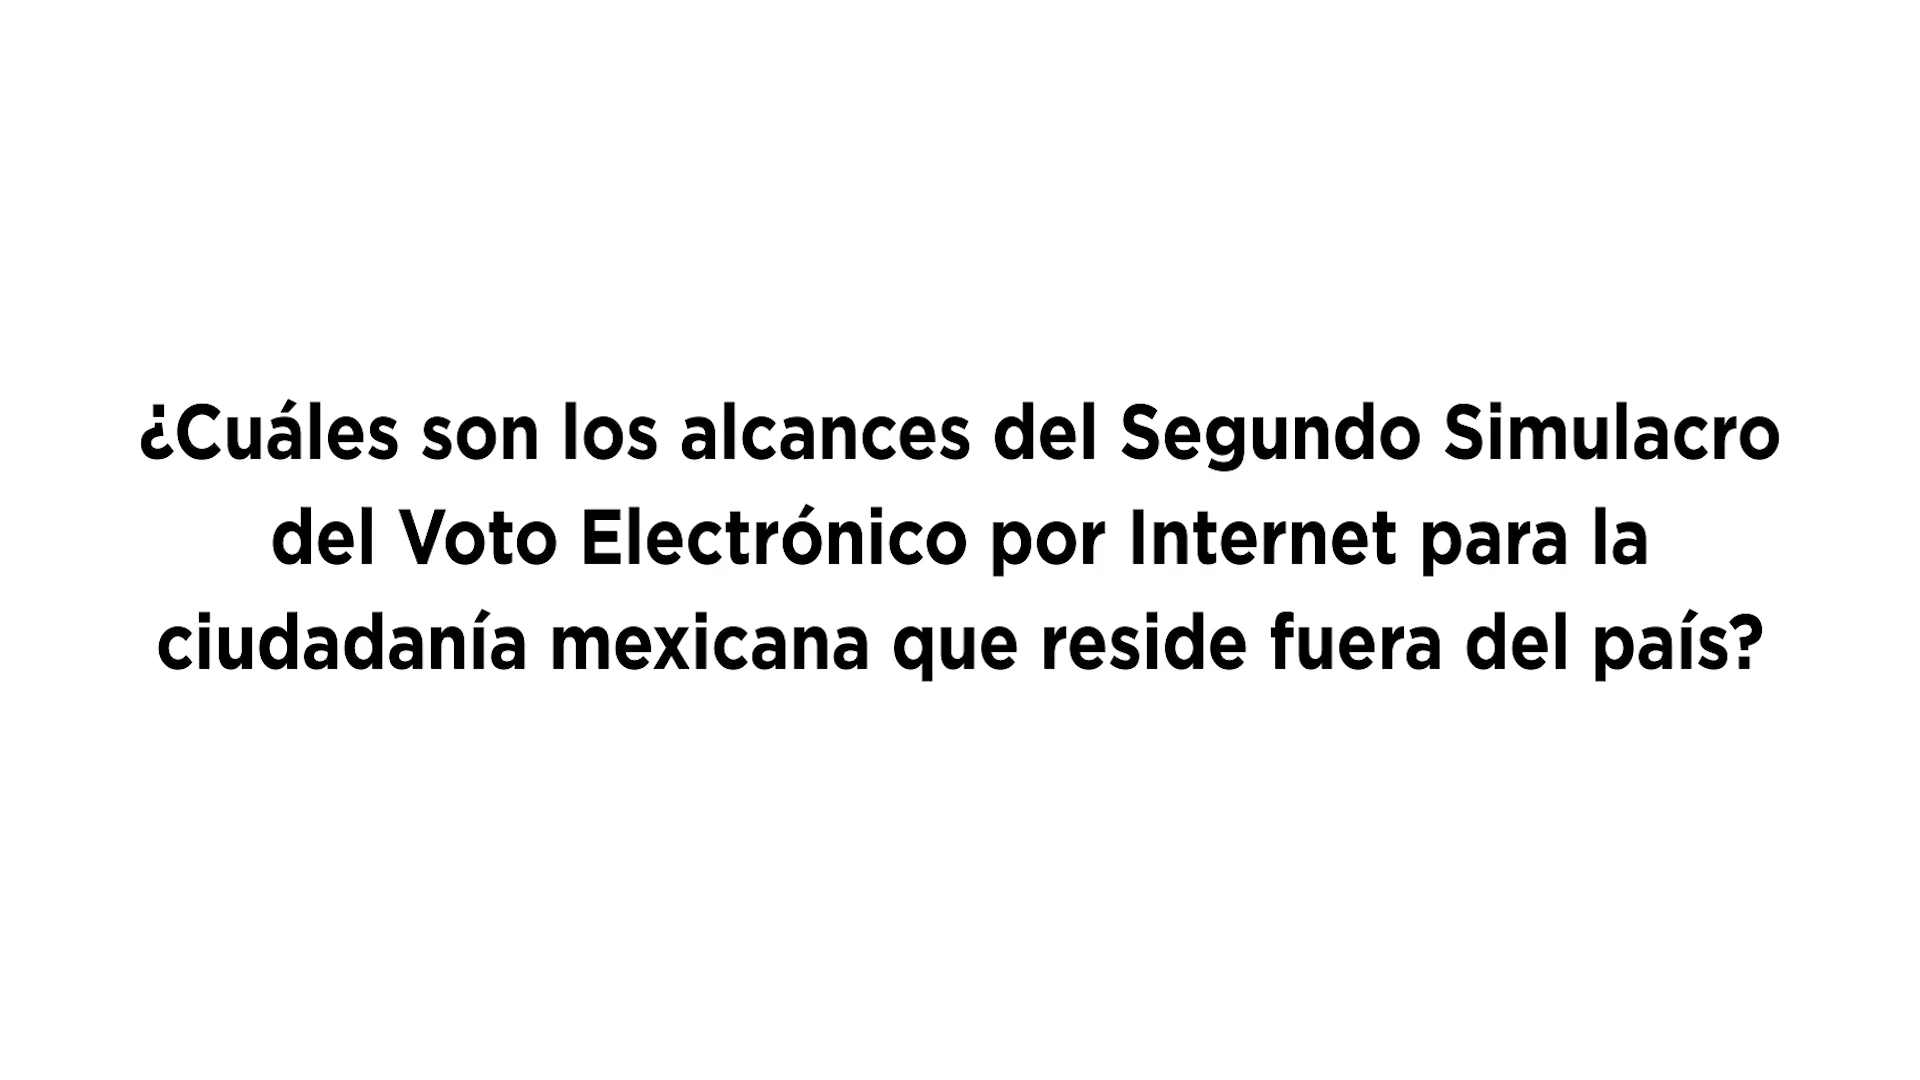 ¿Cuáles son los alcances del Segundo Simulacro
del Voto Electrónico por Internet para la
ciudadanía mexicana que reside fuera del país?